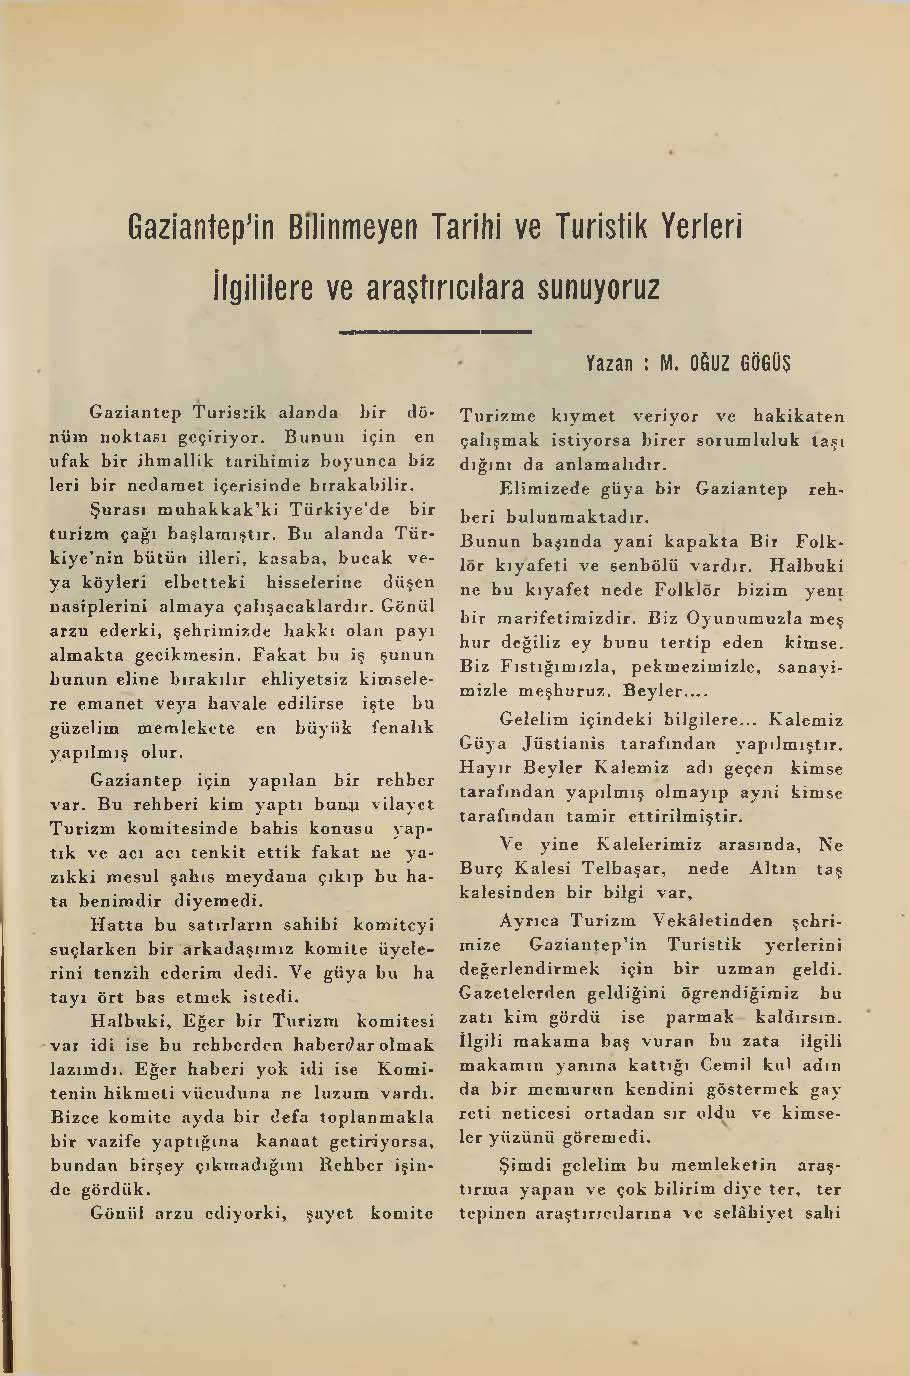 Gaziantep'in Bilinmeyen Tarihi ve Turistik Yerleri
İlgililere ve araştırıcılara sunuyoruz
Yazan : M. OĞUZ GÖGÜŞ
Gaziantep Turistik alanda bir dö-
nüm noktası geçiriyor. Bunun için en
ufak bir ihmallik tarihimiz boyunca biz
leri bir nedamet içerisinde bırakabilir.
Şurası muhakkak'ki Türkiye'de bir
turizm çağı başlamıştır. Bu alanda Tür-
kiye'nin bütün illeri, kasaba, bucak ve-
ya köyleri elbetteki hisselerine düşen
nasiplerini almaya çalışacaklardır. Gönül
arzu ederki, şehrimizde hakkı olan payı
almakta gecikmesin. Fakat bu iş şunun
bunun eline bırakılır ehliyetsiz kimsele-
re emanet veya havale edilirse işte bu
güzelim memlekete en büyük fenalık
yapılmış olur.
Gaziantep için yapılan bir rehber
var. Bu rehberi kim yaptı bunu vilayet
Turizm komitesinde bahis konusu yap-
tık ve acı acı tenkit ettik fakat ne ya-
zıkki mesul şahıs meydana çıkıp bu ha-
ta benimdir diyemedi.
Hatta bu satırların sahibi komiteyi
suçlarken bir arkadaşımız komite üyele-
rini tenzih ederim dedi. Ve güya bu ha
tayı ört bas etmek istedi.
Halbuki, Eğer bir Turizm komitesi
var idi ise bu rehberden haberdar olmak
lazımdı. Eğer haberi yok idi ise Komi-
tenin hikmeti vücuduna ne luzum vardı.
Bizce komite ayda bir defa toplanmakla
bir vazife yaptığına kanaat getiriyorsa,
bundan birşey çıkmadığını Rehber işin-
de gördük.
Gönül arzu ediyorki, şayet komite
Turizme kıymet veriyor ve hakikaten
çalışmak istiyorsa birer sorumluluk taşı
dığını da anlamalıdır.
Elimizede güya bir Gaziantep reh-
beri bulunmaktadır.
Bunun başında yani kapakta Bir Folk-
lör kıyafeti ve senbölü vardır. Halbuki
ne bu kıyafet nede Folklör bizim yeni
bir marifetimizdir. Biz Oyunumuzla meş
hur değiliz ey bunu tertip eden kimse.
Biz Fıstığımızla, pekmezimizle, sanayi-
mizle meşhuruz. Beyler....
Gelelim içindeki bilgilere... Kalemiz
Güya Jüstianis tarafından yapılmıştır.
Hayır Beyler Kalemiz adı geçen kimse
tarafından yapılmış olmayıp ayni kimse
tarafından tamir ettirilmiştir.
Ve yine Kalelerimiz arasında, Ne
Burç Kalesi Telbaşar, nede Altın taş
kalesinden bir bilgi var,
Ayrıca Turizm Vekâletinden şehri-
mize Gaziantep'in Turistik yerlerini
değerlendirmek için bir uzman geldi.
Gazetelerden geldiğini ögrendiğimiz bu
zatı kim gördü ise parmak kaldırsın.
İlgili makama baş vuran bu zata ilgili
makamın yanına kattığı Cemil kul adın
da bir memurun kendini göstermek gay
reti neticesi ortadan sır oldu ve kimse-
ler yüzünü göremedi.
Şimdi gelelim bu memleketin araş-
tırma yapan ve çok bilirim diye ter, ter
tepinen araştırıcılarına ve selâhiyet sahi